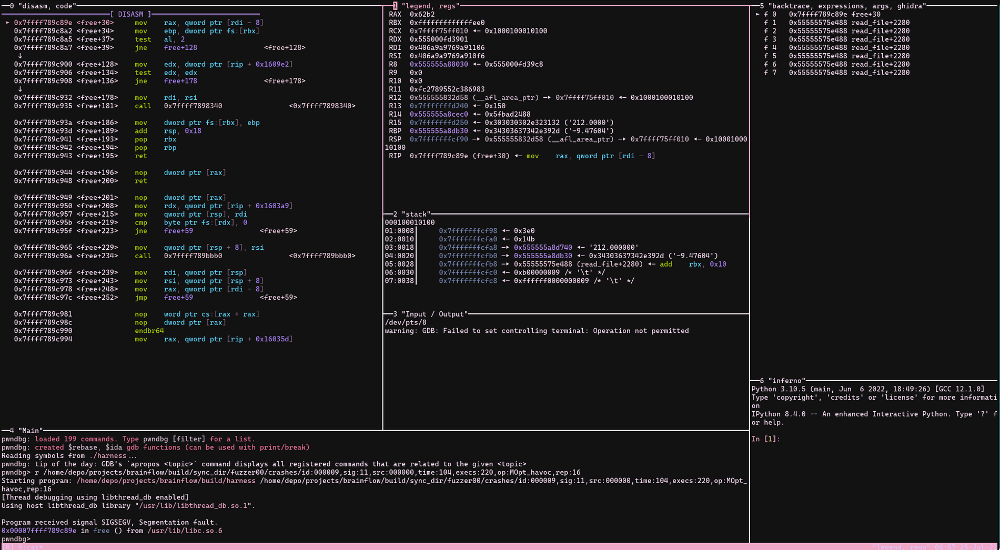 0 "disasm, code"
[ DISASM ]
► 0x7ffff789c89e <free+30> mov rax, qword ptr [rdi - 8]
0x7ffff789c8a2 <free+34> mov ebp, dword ptr fs:[rbx]
0x7ffff789c8a5 <free+37> test al, 2
0x7ffff789c8a7 <free+39> jne free+128 <free+128>
↓
0x7ffff789c900 <free+128> mov edx, dword ptr [rip + 0x1609e2]
0x7ffff789c906 <free+134> test edx, edx
0x7ffff789c908 <free+136> jne free+178 <free+178>
↓
0x7ffff789c932 <free+178> mov rdi, rsi
0x7ffff789c935 <free+181> call 0x7ffff7898340 <0x7ffff7898340>
0x7ffff789c93a <free+186> mov dword ptr fs:[rbx], ebp
0x7ffff789c93d <free+189> add rsp, 0x18
0x7ffff789c941 <free+193> pop rbx
0x7ffff789c942 <free+194> pop rbp
0x7ffff789c943 <free+195> ret
0x7ffff789c944 <free+196> nop dword ptr [rax]
0x7ffff789c948 <free+200> ret
0x7ffff789c949 <free+201> nop dword ptr [rax]
0x7ffff789c950 <free+208> mov rdx, qword ptr [rip + 0x1603a9]
0x7ffff789c957 <free+215> mov qword ptr [rsp], rdi
0x7ffff789c95b <free+219> cmp byte ptr fs:[rdx], 0
0x7ffff789c95f <free+223> jne free+59 <free+59>
0x7ffff789c965 <free+229> mov qword ptr [rsp + 8], rsi
0x7ffff789c96a <free+234> call 0x7ffff789bbb0 <0x7ffff789bbb0>
0x7ffff789c96f <free+239> mov rdi, qword ptr [rsp]
0x7ffff789c973 <free+243> mov rsi, qword ptr [rsp + 8]
0x7ffff789c978 <free+248> mov rax, qword ptr [rdi - 8]
0x7ffff789c97c <free+252> jmp free+59 <free+59>
0x7ffff789c981 nop word ptr cs:[rax + rax]
0x7ffff789c98c nop dword ptr [rax]
0x7ffff789c990 endbr64
0x7ffff789c994 mov rax, qword ptr [rip + 0x16035d]
1 "legend, regs"
RAX 0x62b2
RBX 0xfffffffffffffee0
RCX 0x7ffff75ff010 ◂— 0x1000100010100
RDX 0x555000fd3901
RDI 0x406a9a9769a91106
RSI 0x406a9a9769a910f6
R8 0x555555a88030 ◂— 0x555000fd39c8
R9 0x0
R10 0x0
R11 0xfc2789552c386983
R12 0x555555832d58 (__afl_area_ptr) —▸ 0x7ffff75ff010 ◂— 0x1000100010100
R13 0x7fffffffd240 ◂— 0x150
R14 0x555555a8cec0 ◂— 0x5fbad2488
R15 0x7fffffffd250 ◂— 0x303030302e323132 ('212.0000')
RBP 0x555555a8db30 ◂— 0x34303637342e392d ('-9.47604')
RSP 0x7fffffffcf90 —▸ 0x555555832d58 (__afl_area_ptr) —▸ 0x7ffff75ff010 ◂— 0x10001000
10100
RIP 0x7ffff789c89e (free+30) ◂— mov rax, qword ptr [rdi - 8]
2 "stack"
000100010100
01:0008│ 0x7fffffffcf98 ◂— 0x3e0
02:0010│ 0x7fffffffcfa0 ◂— 0x14b
03:0018│ 0x7fffffffcfa8 —▸ 0x555555a8d740 ◂— '212.000000'
04:0020│ 0x7fffffffcfb0 —▸ 0x555555a8db30 ◂— 0x34303637342e392d ('-9.47604')
05:0028│ 0x7fffffffcfb8 —▸ 0x55555575e488 (read_file+2280) ◂— add rbx, 0x10
06:0030│ 0x7fffffffcfc0 ◂— 0xb00000009 /* '\t' */
07:0038│ 0x7fffffffcfc8 ◂— 0xffffff0000000009 /* '\t' */
3 "Input / Output"
/dev/pts/8
warning: GDB: Failed to set controlling terminal: Operation not permitted
5 "backtrace, expressions, args, ghidra"
► f 0 0x7ffff789c89e free+30
f 1 0x55555575e488 read_file+2280
f 2 0x55555575e488 read_file+2280
f 3 0x55555575e488 read_file+2280
f 4 0x55555575e488 read_file+2280
f 5 0x55555575e488 read_file+2280
f 6 0x55555575e488 read_file+2280
f 7 0x55555575e488 read_file+2280
6 "inferno"
Python 3.10.5 (main, Jun 6 2022, 18:49:26) [GCC 12.1.0]
Type 'copyright', 'credits' or 'license' for more informati
on
IPython 8.4.0 -- An enhanced Interactive Python. Type '?' f
or help.
In [1]:
4 "Main"
pwndbg: loaded 199 commands. Type pwndbg [filter] for a list.
pwndbg: created $rebase, $ida gdb functions (can be used with print/break)
Reading symbols from ./harness...
pwndbg: tip of the day: GDB's `apropos <topic>` command displays all registered commands that are related to the given <topic>
pwndbg> r /home/depo/projects/brainflow/build/sync_dir/fuzzer00/crashes/id:000009,sig:11,src:000000,time:104,execs:220,op:MOpt_havoc,rep:16
Starting program: /home/depo/projects/brainflow/build/harness /home/depo/projects/brainflow/build/sync_dir/fuzzer00/crashes/id:000009,sig:11,src:000000,time:104,execs:220,op:MOpt_
havoc,rep:16
[Thread debugging using libthread_db enabled]
Using host libthread_db library "/usr/lib/libthread_db.so.1".
Program received signal SIGSEGV, Segmentation fault.
0x00007ffff789c89e in free () from /usr/lib/libc.so.6
pwndbg>
[0] 0:cat*
"legend, regs" 06:57 25-Jul-22